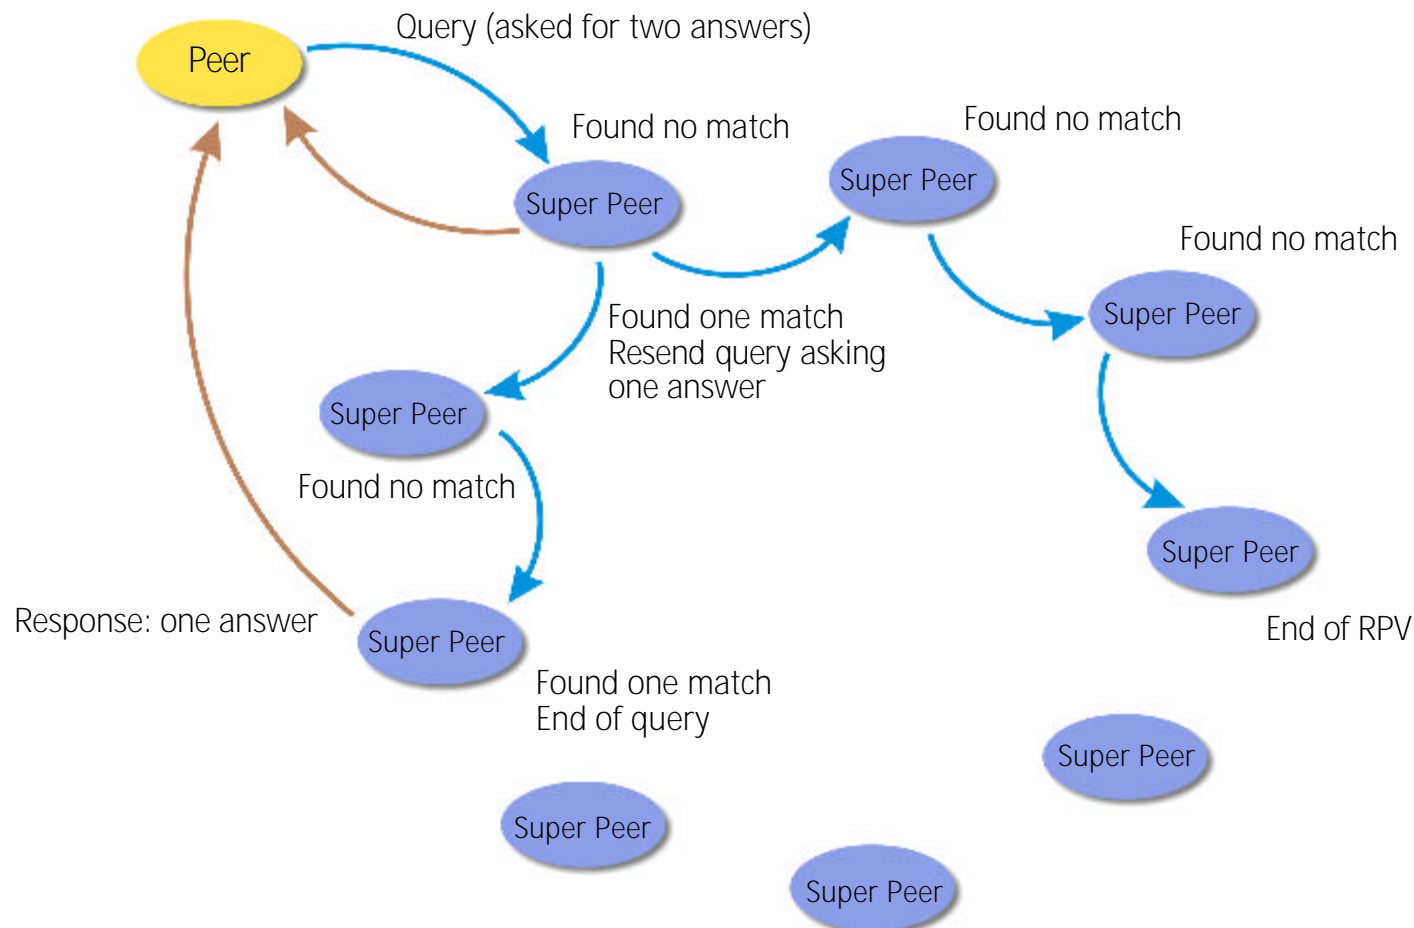 Query (asked for two answers)
Peer
Found no match
Found no match
Super Peer
Super Peer
Found no match
Super Peer
Found one match
Resend query asking
one answer
Super Peer
Found no match
Super Peer
Response: one answer
Super Peer
End of RPV
Found one match
End of query
Super Peer
Super Peer
Super Peer